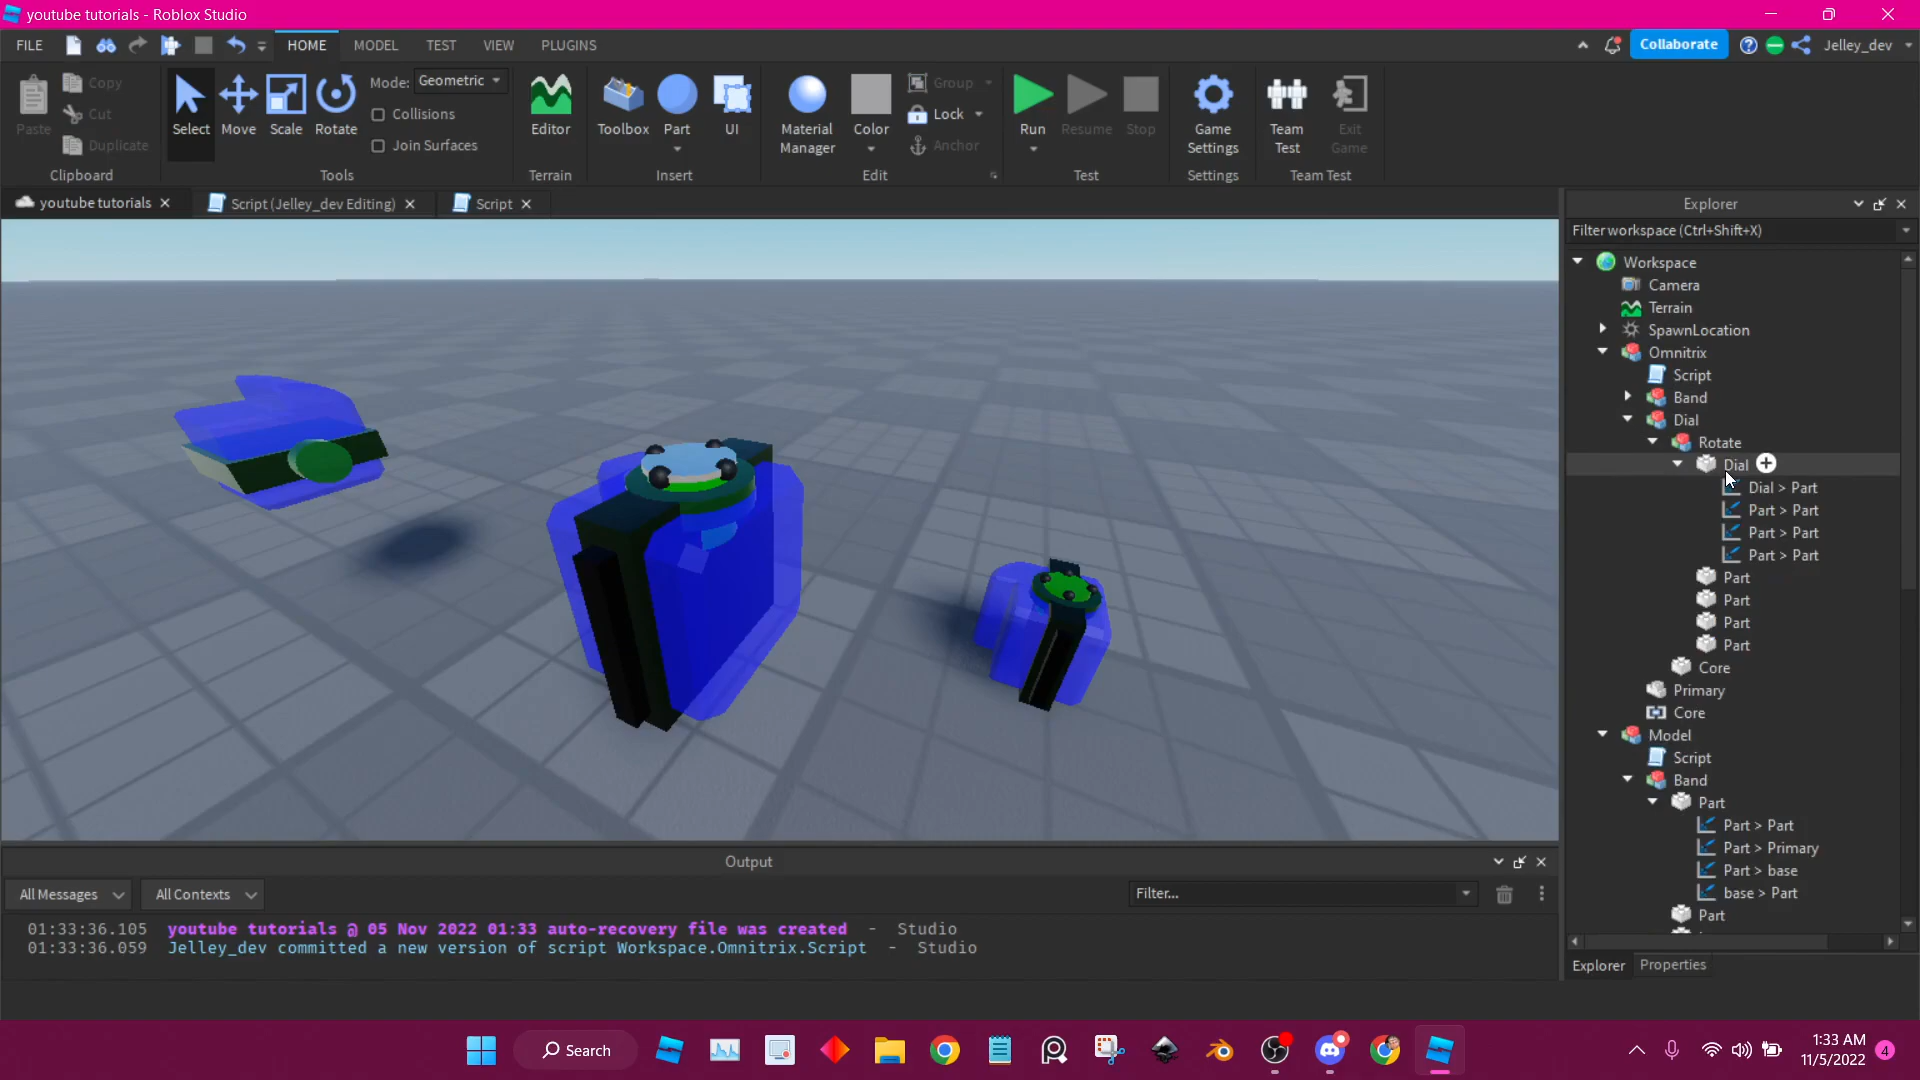 youtube tutorials - Roblox Studio
FILE HOME MODEL TEST VIEW PLUGINS Collaborate Jelley_dev
Paste Copy Cut Duplicate
Clipboard
Select Move Scale Rotate Mode: Geometric
Collisions
Join Surfaces
Tools
Editor
Terrain
Toolbox Part UI
Insert
Material Manager Color Group Lock Anchor
Edit
Run Resume Stop
Test
Game Settings
Settings
Team Test Exit Game
Team Test
youtube tutorials Script (Jelley_dev Editing) Script
Explorer
Filter workspace (Ctrl+Shift+X)
Workspace
Camera
Terrain
SpawnLocation
Omnitrix
Script
Band
Dial
Rotate
Dial
Dial > Part
Part > Part
Part > Part
Part > Part
Part
Part
Part
Part
Core
Primary
Core
Model
Script
Band
Part
Part > Part
Part > Primary
Part > base
base > Part
Part
Explorer Properties
Output
All Messages All Contexts Filter...
01:33:36.105 youtube tutorials @ 05 Nov 2022 01:33 auto-recovery file was created - Studio
01:33:36.059 Jelley_dev committed a new version of script Workspace.Omnitrix.Script - Studio
Search
1:33 AM
11/5/2022 4